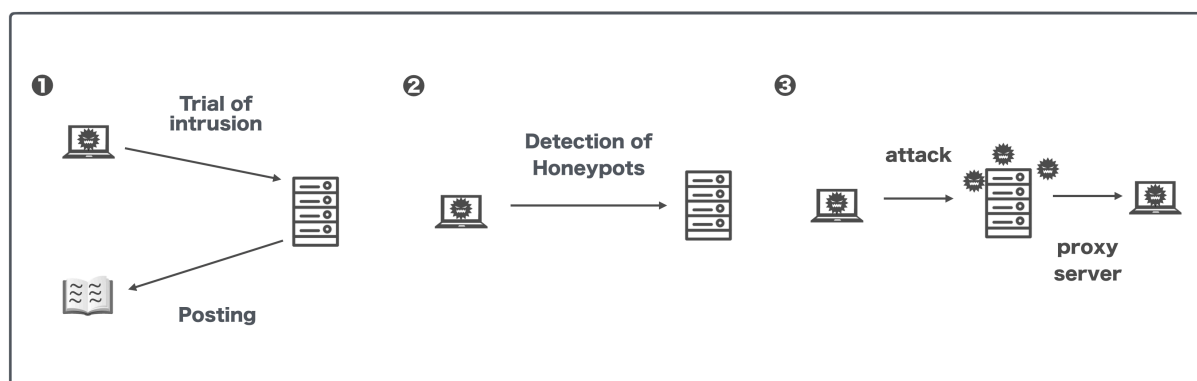 ❶
Trial of
intrusion
Posting
❷
Detection of
Honeypots
❸
attack
proxy
server